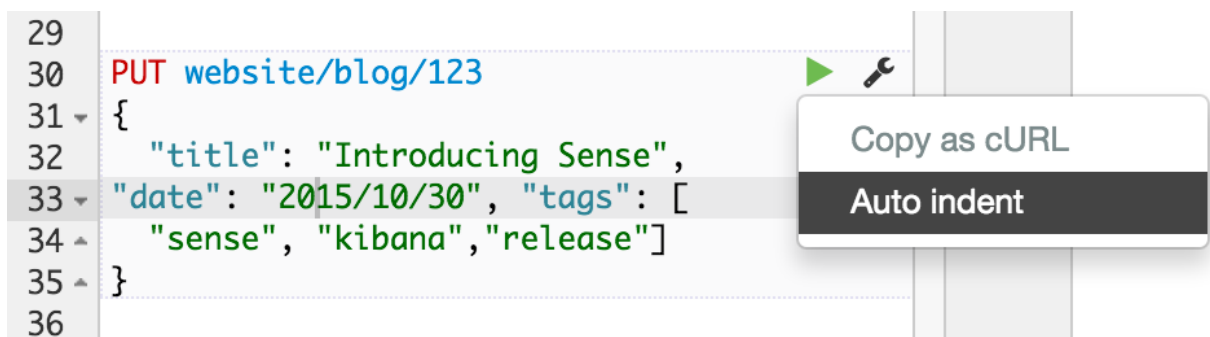 29
30 PUT website/blog/123
31 {
32 "title": "Introducing Sense",
33 "date": "2015/10/30", "tags": [
34 "sense", "kibana","release"]
35 }
36
Copy as cURL
Auto indent